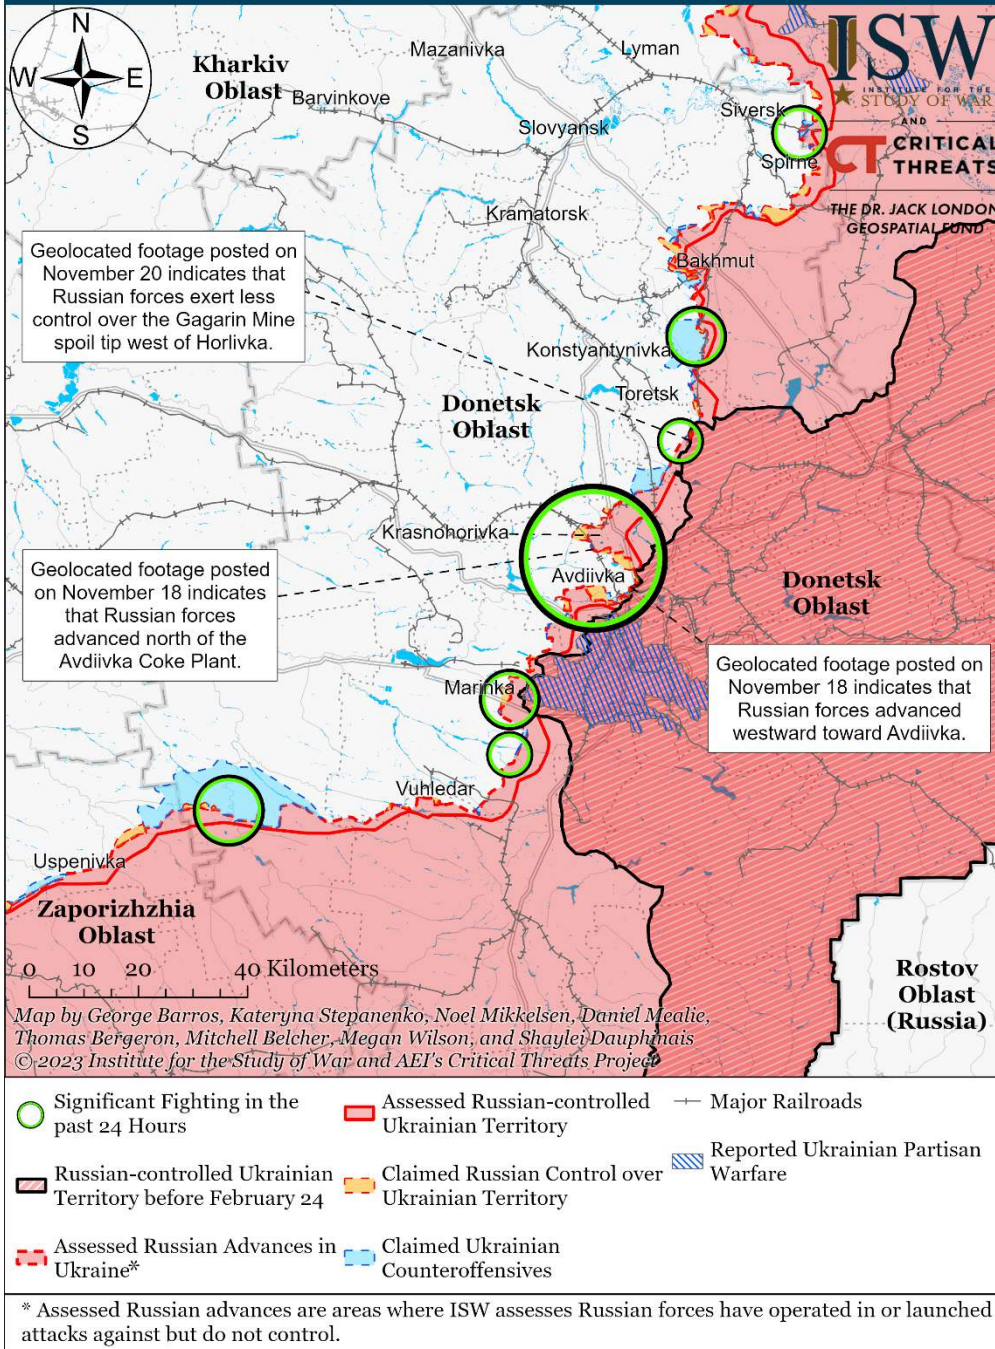 N
W
E
S
ISW
INSTITUTE FOR THE
STUDY OF WAR
AND
CT CRITICAL
THREATS
THE DR. JACK LONDON
GEOSPATIAL FUND
Kharkiv
Oblast
Mazanivka
Lyman
Barvinkove
Slovyansk
Siversk
Spirne
Kramatorsk
Bakhmut
Geolocated footage posted on
November 20 indicates that
Russian forces exert less
control over the Gagarin Mine
spoil tip west of Horlivka.
Konstyantynivka
Toretsk
Donetsk
Oblast
Krasnohorivka
Avdiivka
Geolocated footage posted
on November 18 indicates
that Russian forces
advanced north of the
Avdiivka Coke Plant.
Donetsk
Oblast
Geolocated footage posted on
November 18 indicates that
Russian forces advanced
westward toward Avdiivka.
Marinka
Vuhledar
Uspenivka
Zaporizhzhia
Oblast
Rostov
Oblast
(Russia)
0 10 20 40 Kilometers
Map by George Barros, Kateryna Stepanenko, Noel Mikkelsen, Daniel Mealie,
Thomas Bergeron, Mitchell Belcher, Megan Wilson, and Shaylei Dauphinais
© 2023 Institute for the Study of War and AEI's Critical Threats Project
Significant Fighting in the
past 24 Hours
Russian-controlled Ukrainian
Territory before February 24
Assessed Russian Advances in
Ukraine*
Assessed Russian-controlled
Ukrainian Territory
Claimed Russian Control over
Ukrainian Territory
Claimed Ukrainian
Counteroffensives
Major Railroads
Reported Ukrainian Partisan
Warfare
* Assessed Russian advances are areas where ISW assesses Russian forces have operated in or launched
attacks against but do not control.